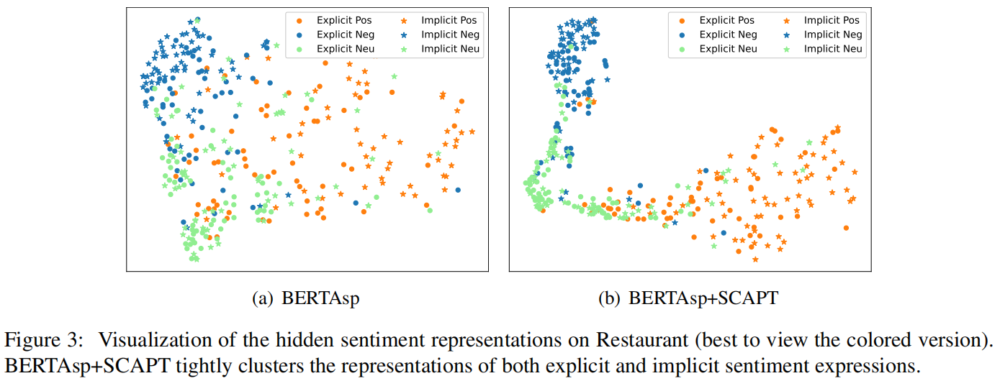 Explicit Pos Implicit Pos
Explicit Neg Implicit Neg
Explicit Neu Implicit Neu
Explicit Pos Implicit Pos
Explicit Neg Implicit Neg
Explicit Neu Implicit Neu
(a) BERTAsp
(b) BERTAsp+SCAPT
Figure 3: Visualization of the hidden sentiment representations on Restaurant (best to view the colored version).
BERTAsp+SCAPT tightly clusters the representations of both explicit and implicit sentiment expressions.